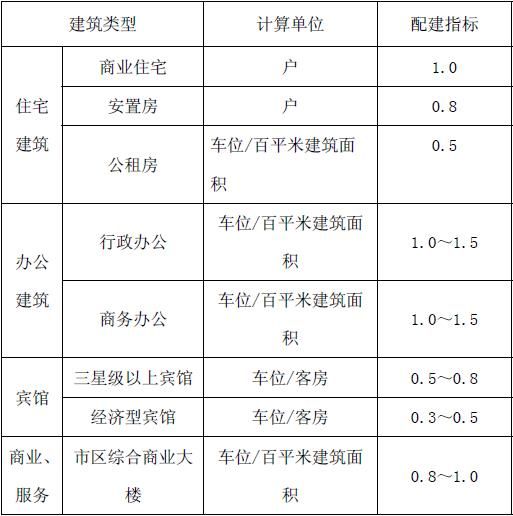 建筑类型 计算单位 配建指标
住宅建筑 商业住宅 户 1.0
安置房 户 0.8
公租房 车位/百平米建筑面积 0.5
办公建筑 行政办公 车位/百平米建筑面积 1.0～1.5
商务办公 车位/百平米建筑面积 1.0～1.5
宾馆 三星级以上宾馆 车位/客房 0.5～0.8
经济型宾馆 车位/客房 0.3～0.5
商业、服务 市区综合商业大楼 车位/百平米建筑面积 0.8～1.0